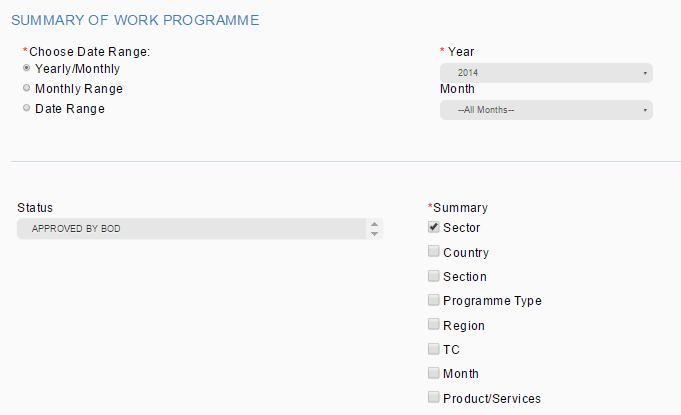 SUMMARY OF WORK PROGRAMME
*Choose Date Range:
Yearly/Monthly
Monthly Range
Date Range
* Year
2014
Month
--All Months--
Status
APPROVED BY BOD
*Summary
Sector
Country
Section
Programme Type
Region
TC
Month
Product/Services